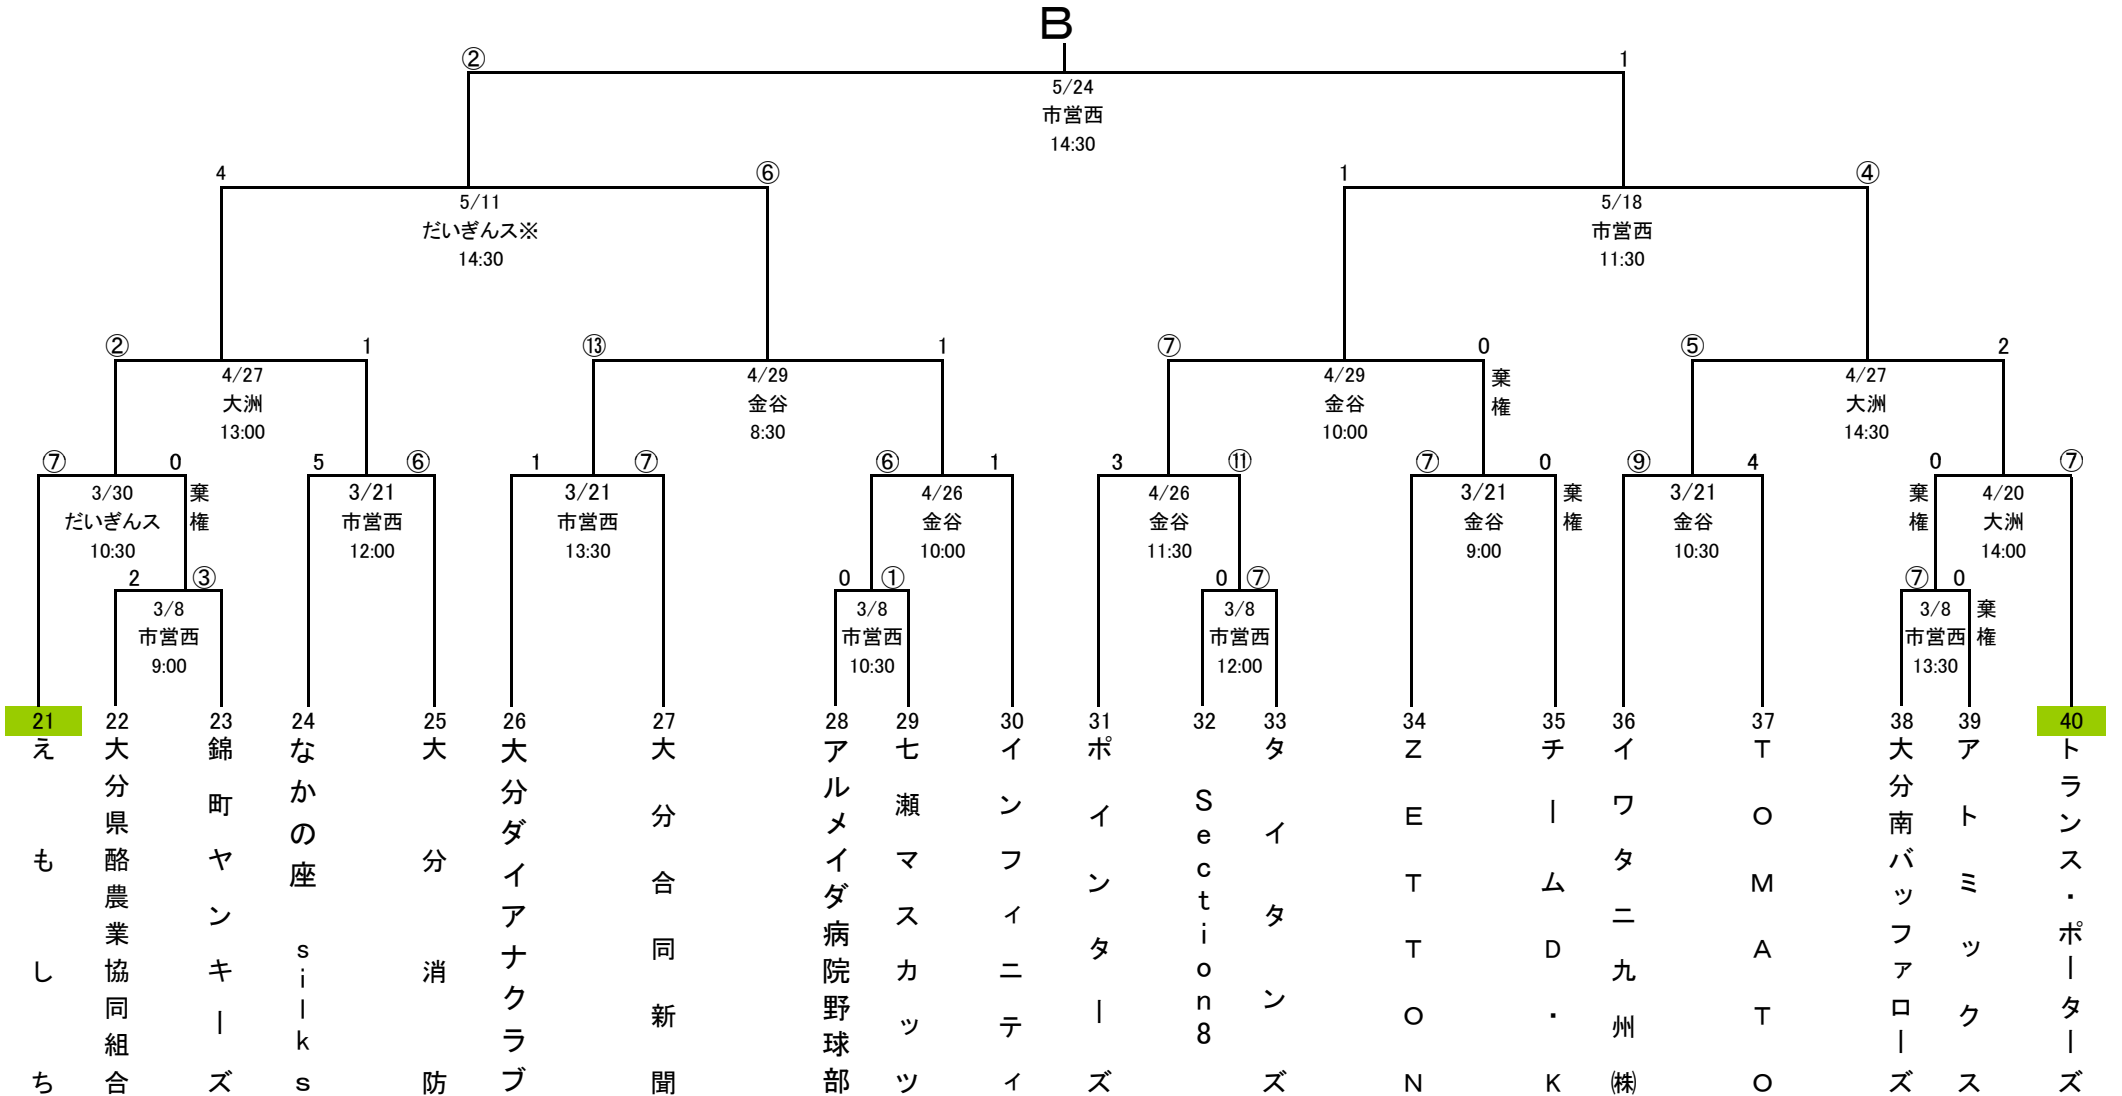 B
② 1
5/24
市営西
14:30
4 ⑥ 1 ④
5/11 5/18
だいぎんス※ 市営西
14:30 11:30
② 1 ⑬ 1 ⑦ 0 ⑤ 2
4/27 4/29 4/29 棄権 4/27
大洲 金谷 金谷 大洲
13:00 8:30 10:00 14:30
⑦ 0 5 ⑥ 1 ⑦ ⑥ 1 3 ⑪ ⑦ 0 ⑨ 4 0 ⑦
3/30 棄権 3/21 3/21 4/26 4/26 3/21 棄権 3/21 棄権 4/20
だいぎんス 市営西 市営西 金谷 金谷 金谷 金谷 大洲
10:30 12:00 13:30 10:00 11:30 9:00 10:30 14:00
2 ③ 0 ① 0 ⑦ ⑦ 0
3/8 3/8 3/8 3/8 棄権
市営西 市営西 市営西 市営西
9:00 10:30 12:00 13:30
21 22 23 24 25 26 27 28 29 30 31 32 33 34 35 36 37 38 39 40
えもしち
大分県酪農業協同組合
錦町ヤンキーズ
なかの座 silks
大分消防
大分ダイアナクラブ
大分合同新聞
アルメイダ病院野球部
七瀬マスカッツ
インフィニティ
ポインターズ
Section8
タイタンズ
ZETTON
チームD・K
イワタニ九州㈱
TOMATO
大分南バッファローズ
アトミックス
トランス・ポーターズ